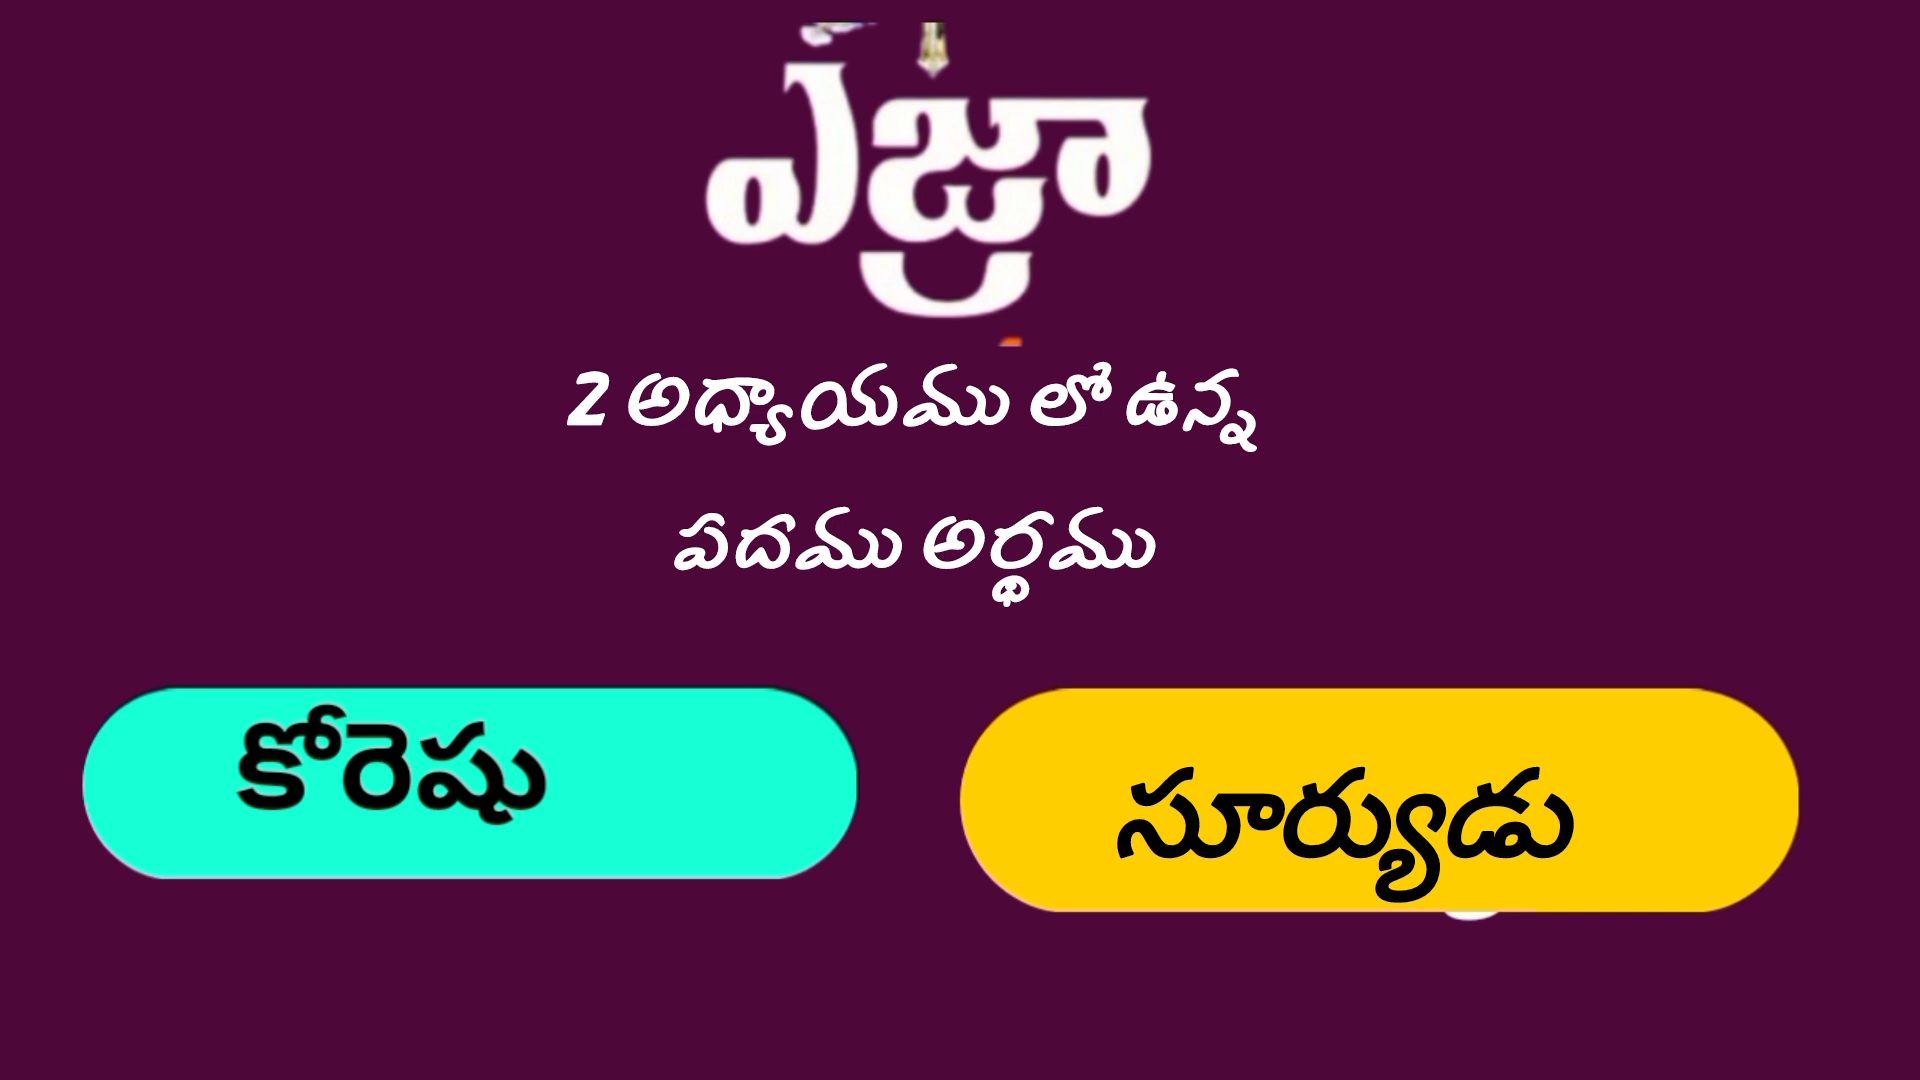 ఎజ్రా
2 అధ్యాయము లో ఉన్న
పదము అర్థము
కోరెషు
సూర్యుడు